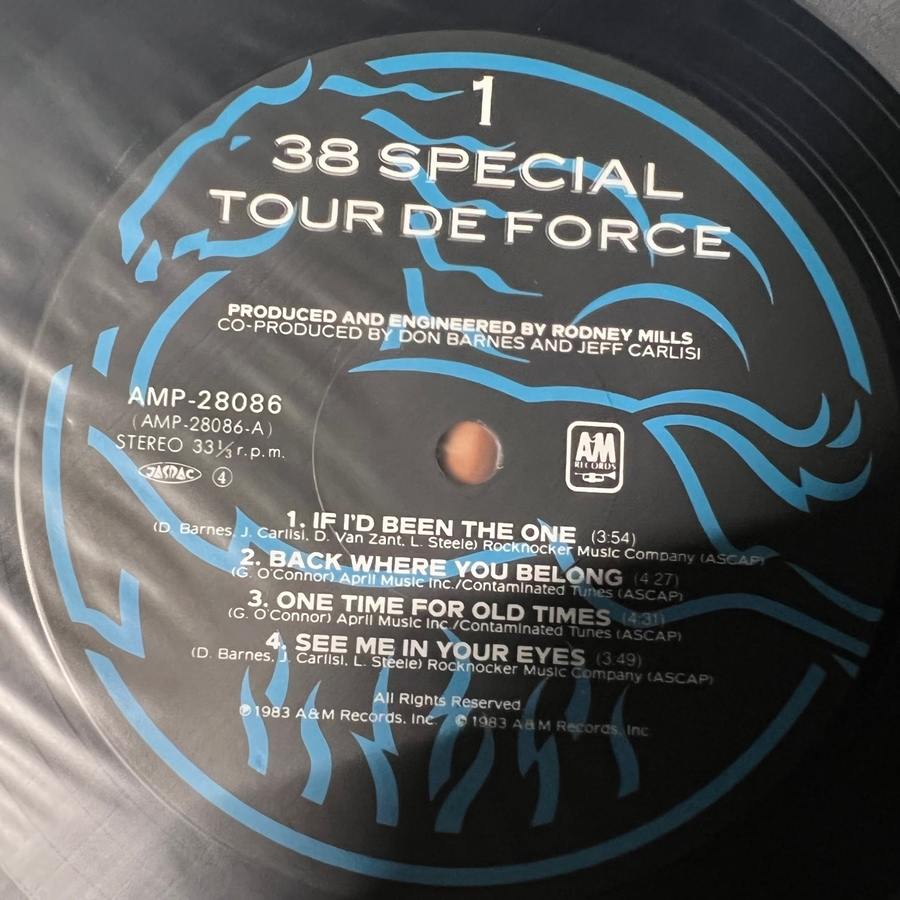 1
38 SPECIAL
TOUR DE FORCE
PRODUCED AND ENGINEERED BY RODNEY MILLS
CO-PRODUCED BY DON BARNES AND JEFF CARLISI
AMP-28086
(AMP-28086-A)
STEREO 33⅓ r.p.m.
JASRAC ④
A&M
RECORDS
1. IF I'D BEEN THE ONE (3:54)
(D. Barnes, J. Carlisi, D. Van Zant, L. Steele) Rocknocker Music Company (ASCAP)
2. BACK WHERE YOU BELONG (4:27)
(G. O'Connor) April Music Inc./Contaminated Tunes (ASCAP)
3. ONE TIME FOR OLD TIMES (4:31)
(G. O'Connor) April Music Inc./Contaminated Tunes (ASCAP)
4. SEE ME IN YOUR EYES (3:49)
(D. Barnes, J. Carlisi, L. Steele) Rocknocker Music Company (ASCAP)
All Rights Reserved
℗1983 A&M Records, Inc. ©1983 A&M Records, Inc